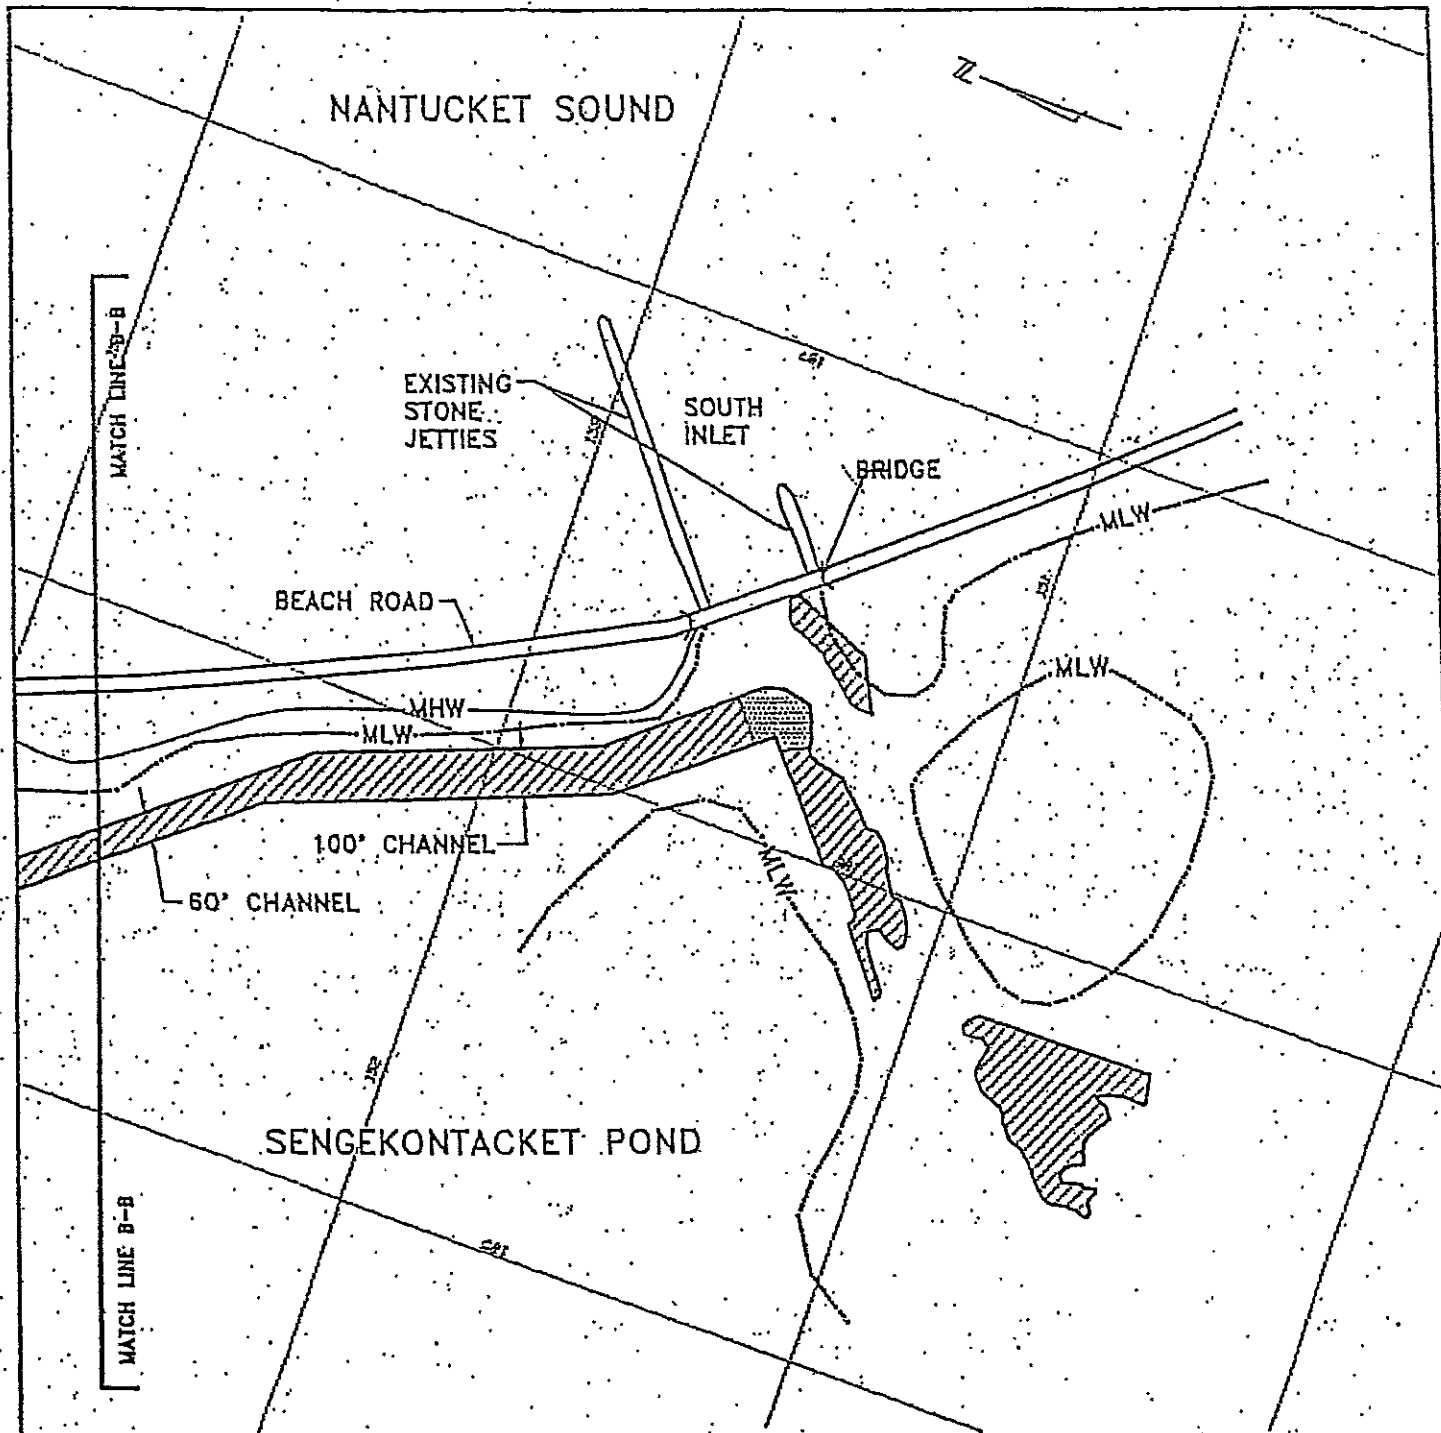 NANTUCKET SOUND
N
MATCH LINE B-B
EXISTING
STONE
JETTIES
SOUTH
INLET
BRIDGE
MLW
BEACH ROAD
MLW
MHW
MLW
100' CHANNEL
MLW
60' CHANNEL
SENGEKONTACKET POND
MATCH LINE B-B